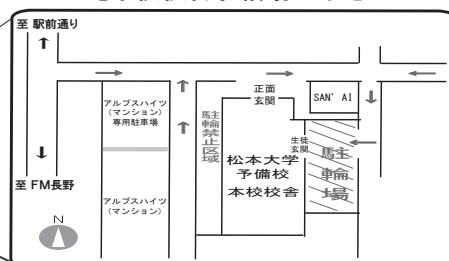 至 駅前通り
正面
玄関
SAN' AI
アルプスハイツ
(マンション)
専用駐車場
駐輪禁止区域
生徒
玄関
駐輪場
松本大学
予備校
本校校舎
至 FM長野
アルプスハイツ
(マンション)
N